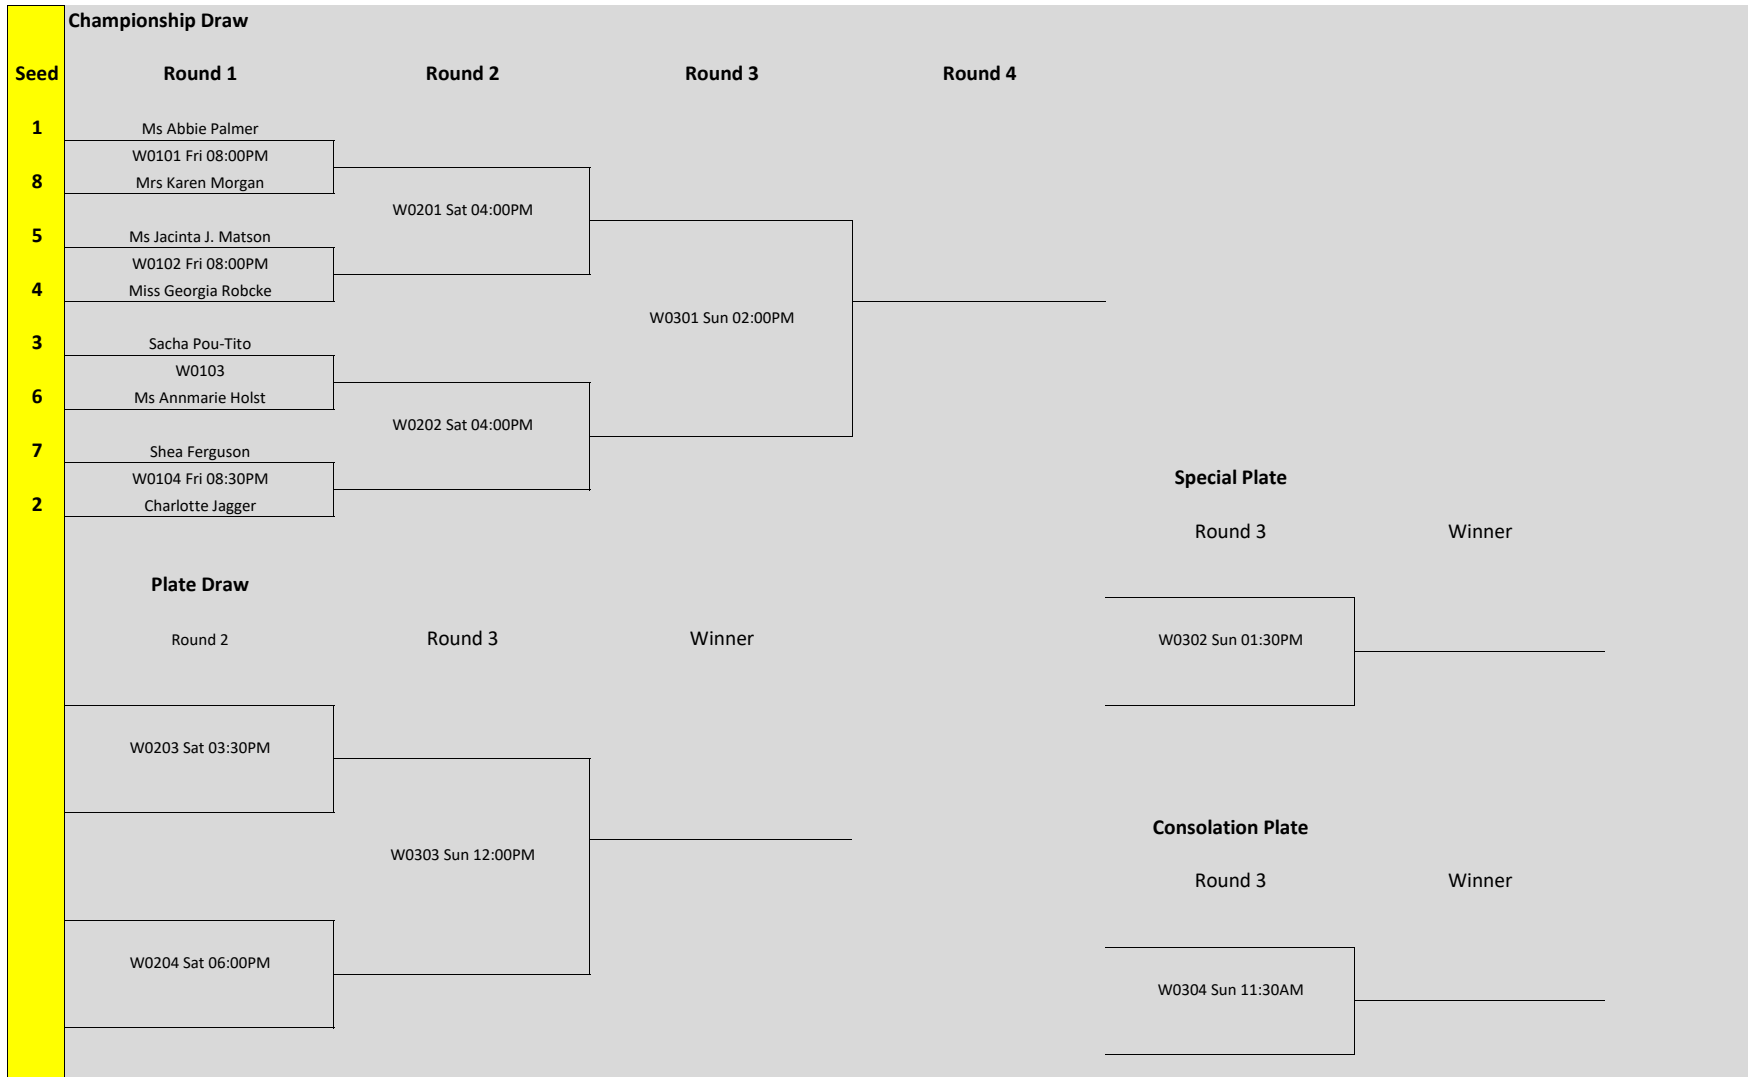 Championship Draw
Seed Round 1 Round 2 Round 3 Round 4
1 Ms Abbie Palmer
W0101 Fri 08:00PM
8 Mrs Karen Morgan
W0201 Sat 04:00PM
5 Ms Jacinta J. Matson
W0102 Fri 08:00PM
4 Miss Georgia Robcke
W0301 Sun 02:00PM
3 Sacha Pou-Tito
W0103
6 Ms Annmarie Holst
W0202 Sat 04:00PM
7 Shea Ferguson
W0104 Fri 08:30PM
2 Charlotte Jagger
Special Plate
Round 3 Winner
W0302 Sun 01:30PM
Plate Draw
Round 2 Round 3 Winner
W0203 Sat 03:30PM
W0303 Sun 12:00PM
W0204 Sat 06:00PM
Consolation Plate
Round 3 Winner
W0304 Sun 11:30AM